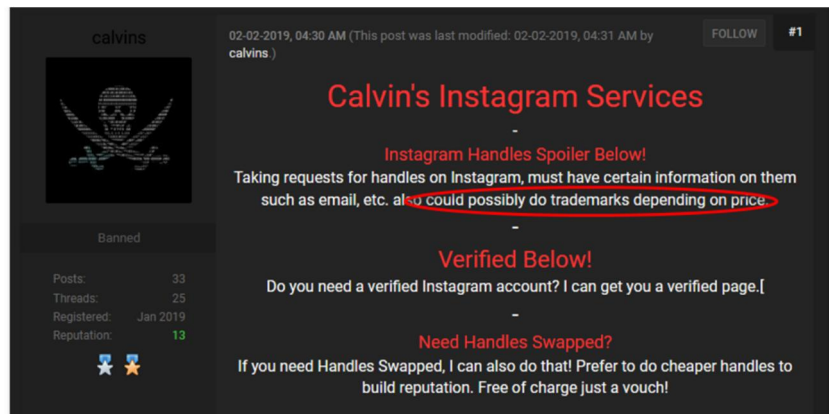 calvins
Banned
Posts: 33
Threads: 25
Registered: Jan 2019
Reputation: 13
02-02-2019, 04:30 AM (This post was last modified: 02-02-2019, 04:31 AM by
calvins.)
FOLLOW
#1
Calvin's Instagram Services
-
Instagram Handles Spoiler Below!
Taking requests for handles on Instagram, must have certain information on them
such as email, etc. also could possibly do trademarks depending on price.
-
Verified Below!
Do you need a verified Instagram account? I can get you a verified page.[
-
Need Handles Swapped?
If you need Handles Swapped, I can also do that! Prefer to do cheaper handles to
build reputation. Free of charge just a vouch!